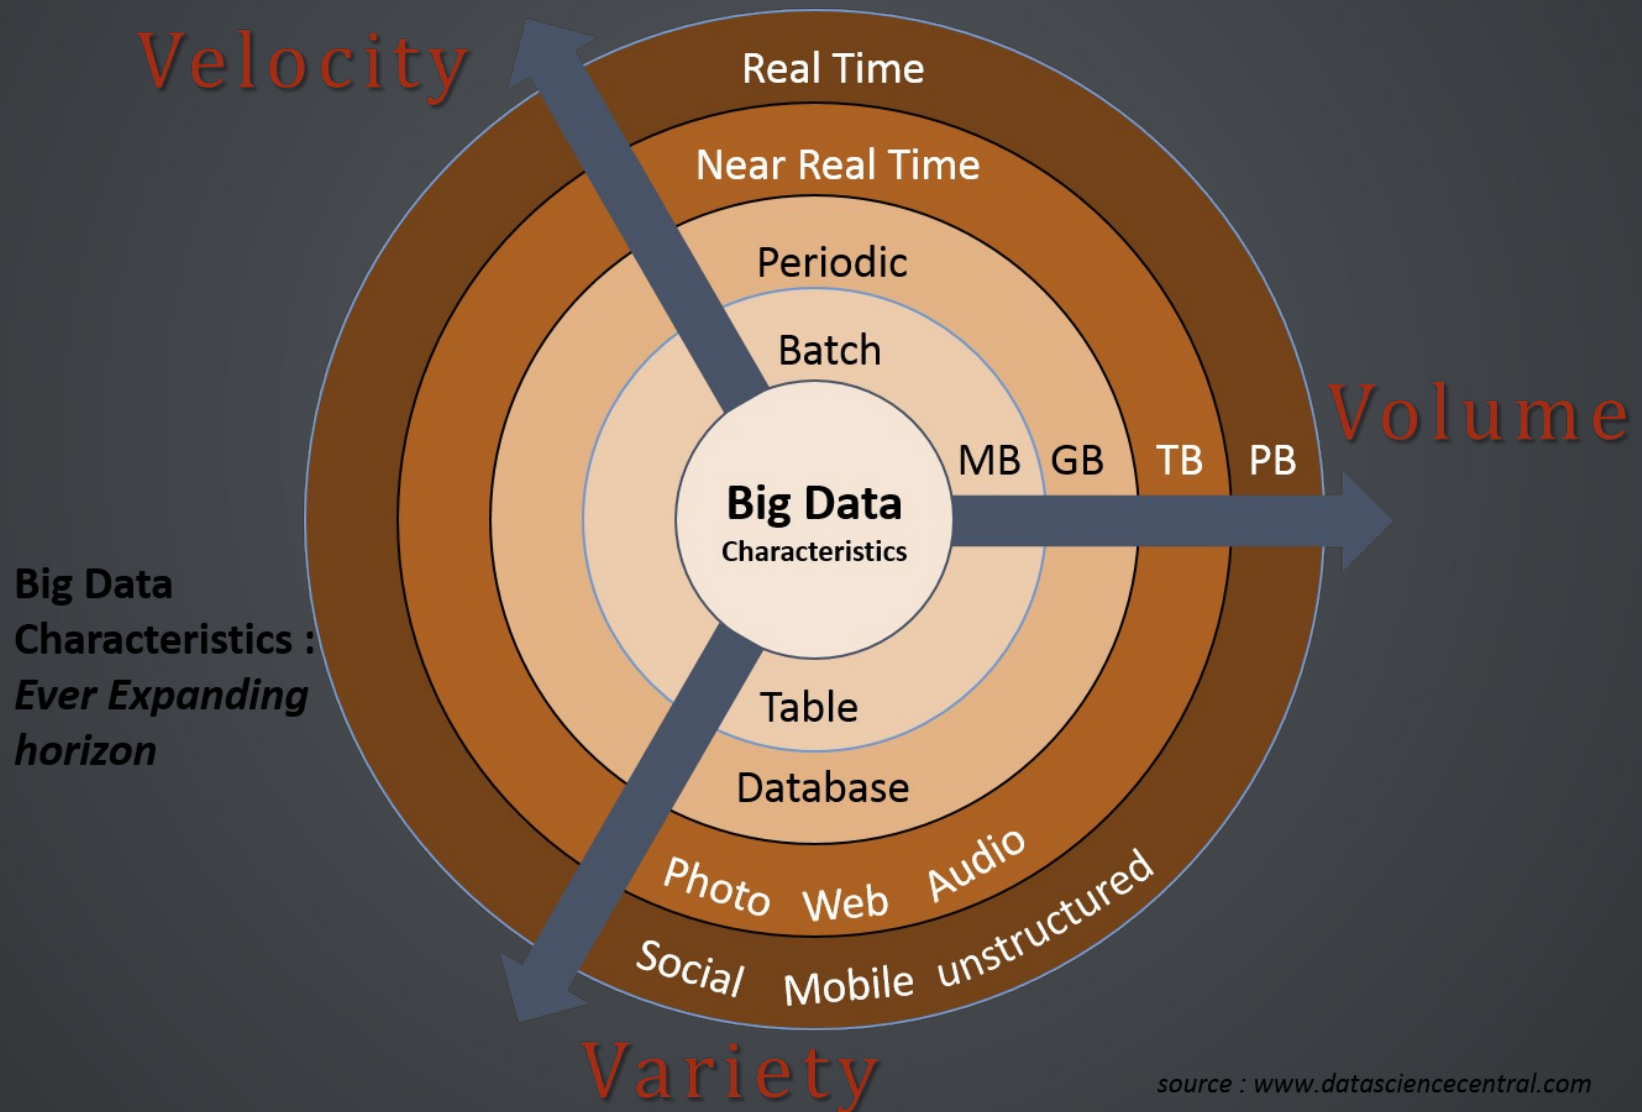 Velocity
Real Time
Near Real Time
Periodic
Batch
Volume
MB GB TB PB
Big Data
Characteristics
Big Data
Characteristics :
Ever Expanding
horizon
Table
Database
Photo Web Audio
Social Mobile unstructured
Variety
source : www.datasciencecentral.com